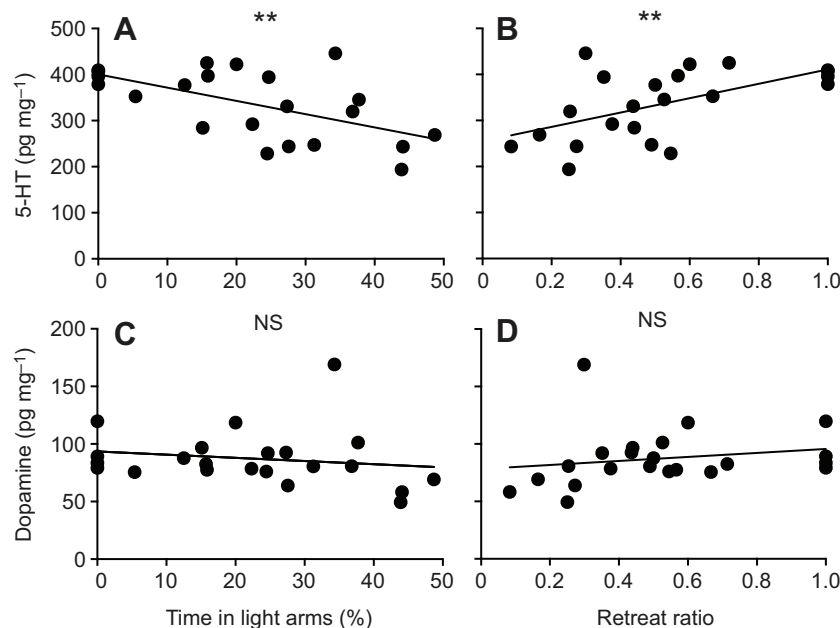 A
**
B
**
500
400
300
200
100
0
5-HT (pg mg⁻¹)
0 10 20 30 40 50
0 0.2 0.4 0.6 0.8 1.0
C
NS
D
NS
200
150
100
50
0
Dopamine (pg mg⁻¹)
0 10 20 30 40 50
0 0.2 0.4 0.6 0.8 1.0
Time in light arms (%)
Retreat ratio